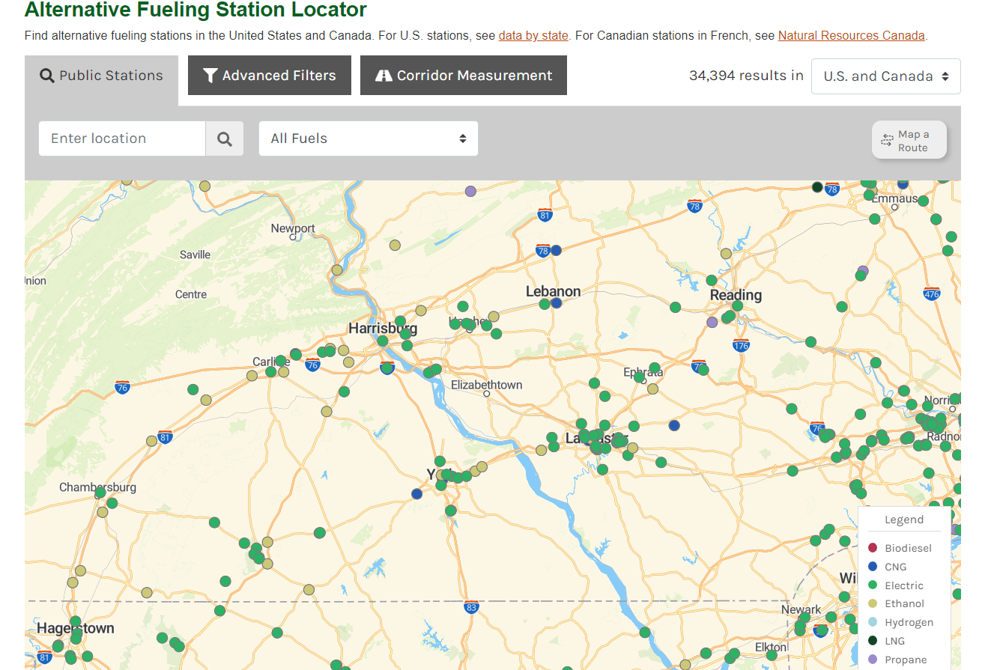 Alternative Fueling Station Locator
Find alternative fueling stations in the United States and Canada. For U.S. stations, see data by state. For Canadian stations in French, see Natural Resources Canada.
Public Stations
Advanced Filters
Corridor Measurement
34,394 results in
U.S. and Canada
Enter location
All Fuels
Map a
Route
78
Emmaus
81
78
Newport
78
Saville
nion
Centre
Lebanon
Reading
476
Harrisburg
176
Carlisle
76
Ephrata
76
Elizabethtown
Norri
76
81
Lancaster
Radno
York
Chambersburg
Legend
Biodiesel
CNG
Wil
Electric
83
Newark
Ethanol
Hydrogen
Hagerstown
LNG
Elkton
81
Propane